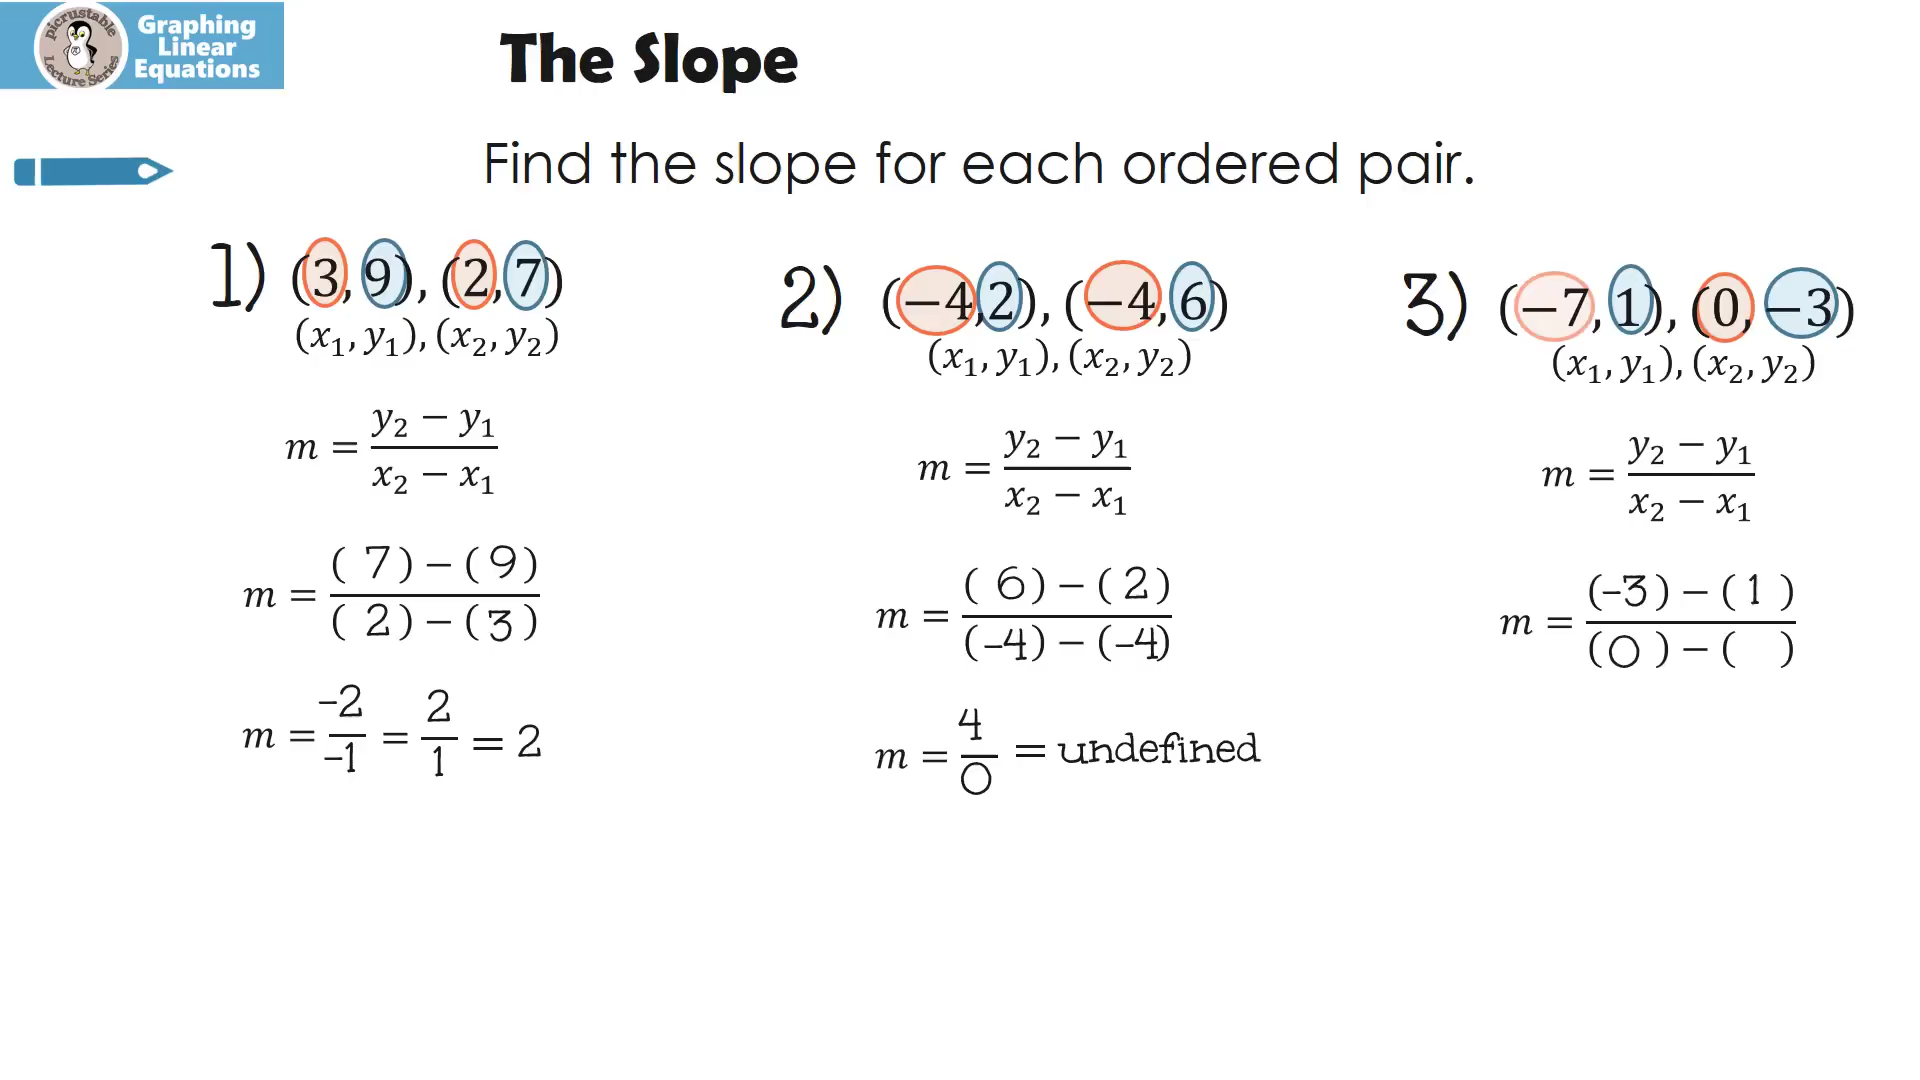 picrustable
Lecture Series
Graphing
Linear
Equations
The Slope
Find the slope for each ordered pair.
1) (3, 9), (2, 7)
(x₁, y₁), (x₂, y₂)
m = (y₂ − y₁)/(x₂ − x₁)
m = ((7) − (9))/((2) − (3))
m = -2/-1 = 2/1 = 2
2) (−4, 2), (−4, 6)
(x₁, y₁), (x₂, y₂)
m = (y₂ − y₁)/(x₂ − x₁)
m = ((6) − (2))/((-4) − (-4))
m = 4/0 = undefined
3) (−7, 1), (0, −3)
(x₁, y₁), (x₂, y₂)
m = (y₂ − y₁)/(x₂ − x₁)
m = ((-3) − (1))/((0) − ( ))